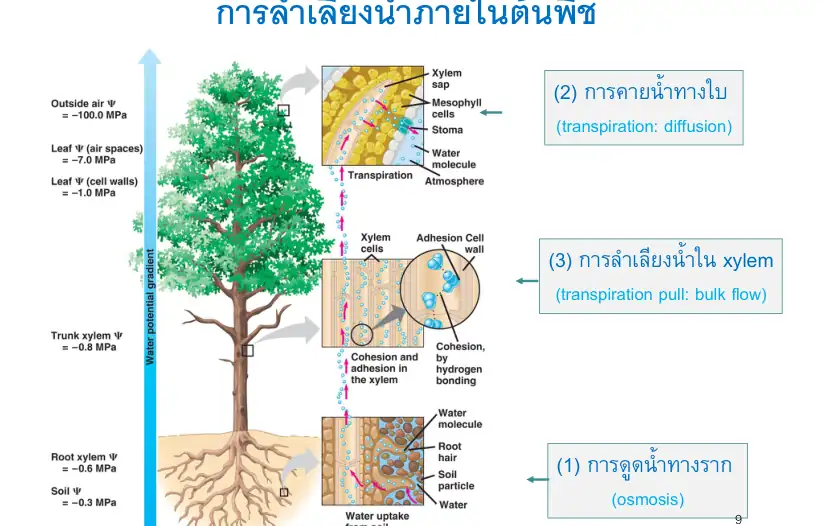 การลำเลียงน้ำภายในต้นพืช
Outside air Ψ
= −100.0 MPa
Leaf Ψ (air spaces)
= −7.0 MPa
Leaf Ψ (cell walls)
= −1.0 MPa
Trunk xylem Ψ
= −0.8 MPa
Root xylem Ψ
= −0.6 MPa
Soil Ψ
= −0.3 MPa
Water potential gradient
Xylem
sap
Mesophyll
cells
Stoma
Water
molecule
Transpiration
Atmosphere
Xylem
cells
Adhesion Cell
wall
Cohesion and
adhesion in
the xylem
Cohesion,
by
hydrogen
bonding
Water
molecule
Root
hair
Soil
particle
Water
Water uptake
from soil
(2) การคายน้ำทางใบ
(transpiration: diffusion)
(3) การลำเลียงน้ำใน xylem
(transpiration pull: bulk flow)
(1) การดูดน้ำทางราก
(osmosis)
9